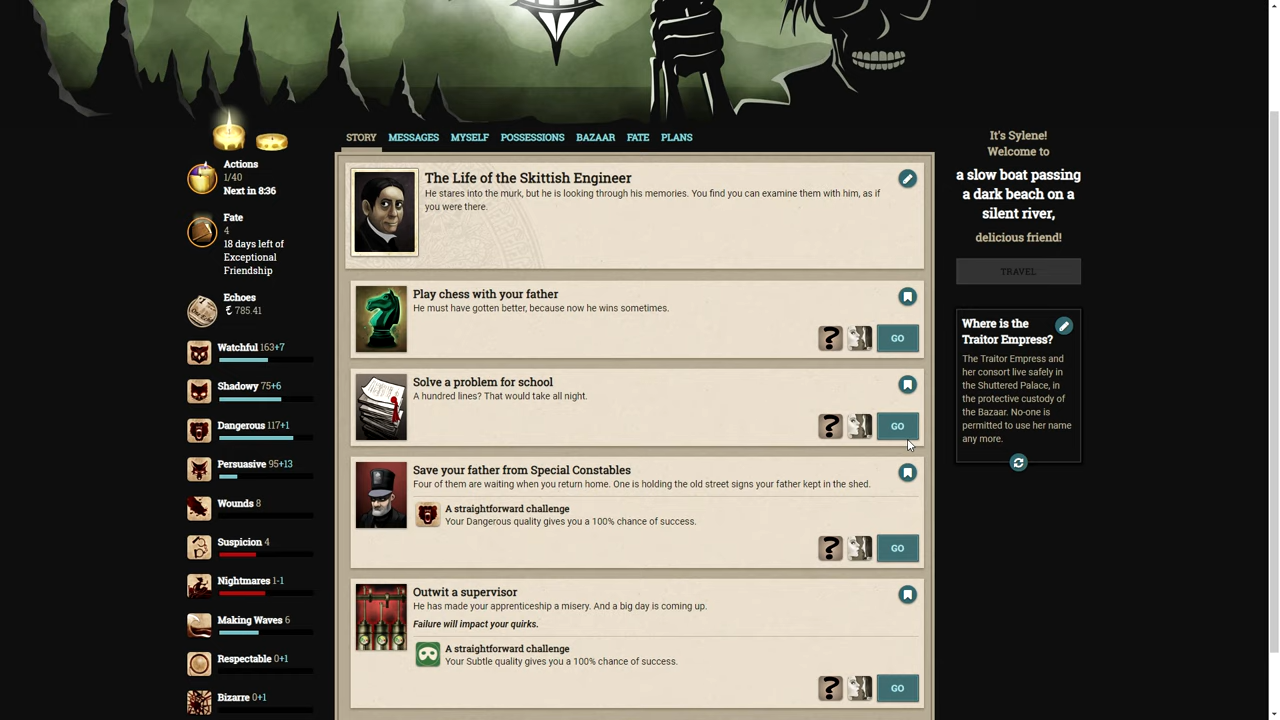 STORY MESSAGES MYSELF POSSESSIONS BAZAAR FATE PLANS
Actions
1/40
Next in 8:36
Fate
4
18 days left of
Exceptional
Friendship
Echoes
785.41
Watchful 163+7
Shadowy 75+6
Dangerous 117+1
Persuasive 95+13
Wounds 8
Suspicion 4
Nightmares 1-1
Making Waves 6
Respectable 0+1
Bizarre 0+1
The Life of the Skittish Engineer
He stares into the murk, but he is looking through his memories. You find you can examine them with him, as if
you were there.
Play chess with your father
He must have gotten better, because now he wins sometimes.
? GO
Solve a problem for school
A hundred lines? That would take all night.
? GO
Save your father from Special Constables
Four of them are waiting when you return home. One is holding the old street signs your father kept in the shed.
A straightforward challenge
Your Dangerous quality gives you a 100% chance of success.
? GO
Outwit a supervisor
He has made your apprenticeship a misery. And a big day is coming up.
Failure will impact your quirks.
A straightforward challenge
Your Subtle quality gives you a 100% chance of success.
? GO
It's Sylene!
Welcome to
a slow boat passing
a dark beach on a
silent river,
delicious friend!
TRAVEL
Where is the
Traitor Empress?
The Traitor Empress and
her consort live safely in
the Shuttered Palace, in
the protective custody of
the Bazaar. No-one is
permitted to use her name
any more.